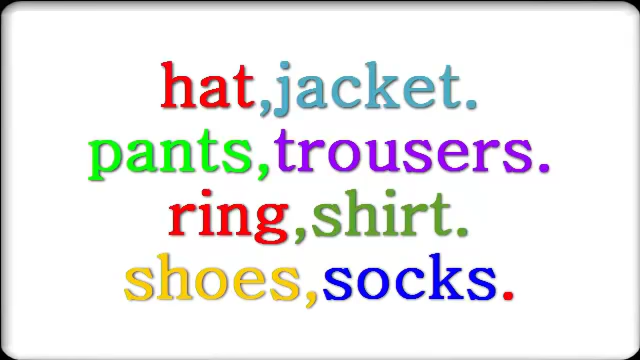 hat,jacket.
pants,trousers.
ring,shirt.
shoes,socks.